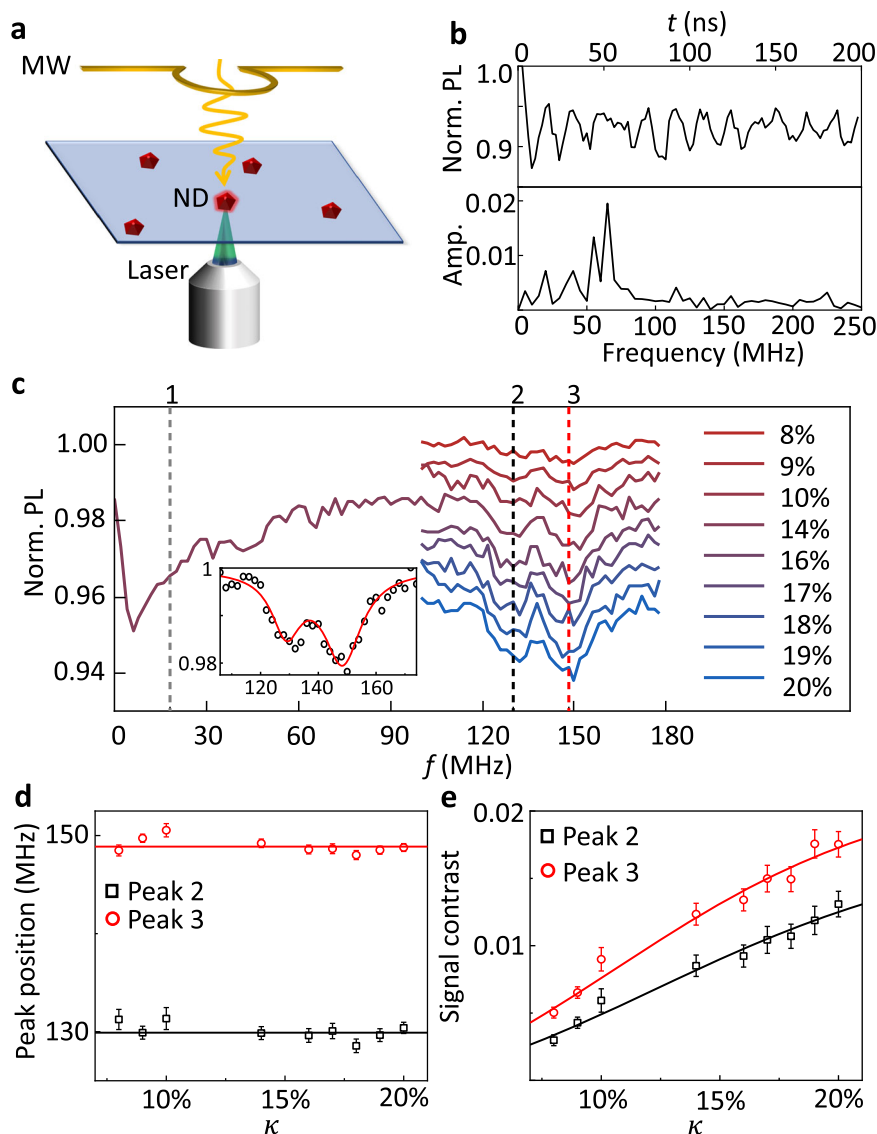 a
MW
ND
Laser
b
t (ns)
0 50 100 150 200
Norm. PL
1.0
0.9
Amp.
0.02
0.01
0 50 100 150 200 250
Frequency (MHz)
c
1 2 3
Norm. PL
1.00
0.98
0.96
0.94
0 30 60 90 120 150 180
f (MHz)
8%
9%
10%
14%
16%
17%
18%
19%
20%
1
0.98
120 140 160
d
Peak position (MHz)
150
130
Peak 2
Peak 3
10% 15% 20%
κ
e
Signal contrast
0.02
0.01
Peak 2
Peak 3
10% 15% 20%
κ